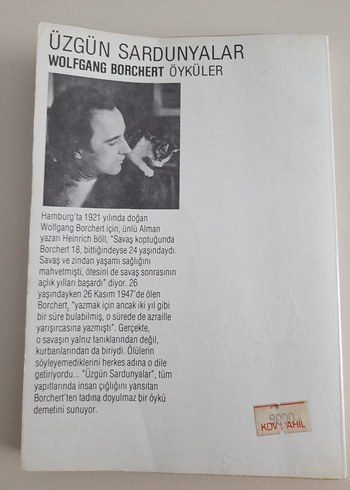 ÜZGÜN SARDUNYALAR
WOLFGANG BORCHERT ÖYKÜLER
Hamburg'ta 1921 yılında doğan
Wolfgang Borchert için, ünlü Alman
yazarı Heinrich Böll, "Savaş koptuğunda
Borchert 18, bittiğindeyse 24 yaşındaydı.
Savaş ve zindan yaşamı sağlığını
mahvetmişti, ötesini de savaş sonrasının
açlık yılları başardı" diyor. 26
yaşındayken 26 Kasım 1947'de ölen
Borchert, "yazmak için ancak iki yıl gibi
bir süre bulabilmiş, o sürede de azraille
yarışırcasına yazmıştı". Gerçekte,
o savaşın yalnız tanıklarından değil,
kurbanlarından da biriydi. Ölülerin
söyleyemediklerini herkes adına o dile
getiriyordu... "Üzgün Sardunyalar", tüm
yapıtlarında insan çığlığını yansılan
Borchert'ten tadına doyulmaz bir öykü
demetini sunuyor.
9000
KDV DAHİL